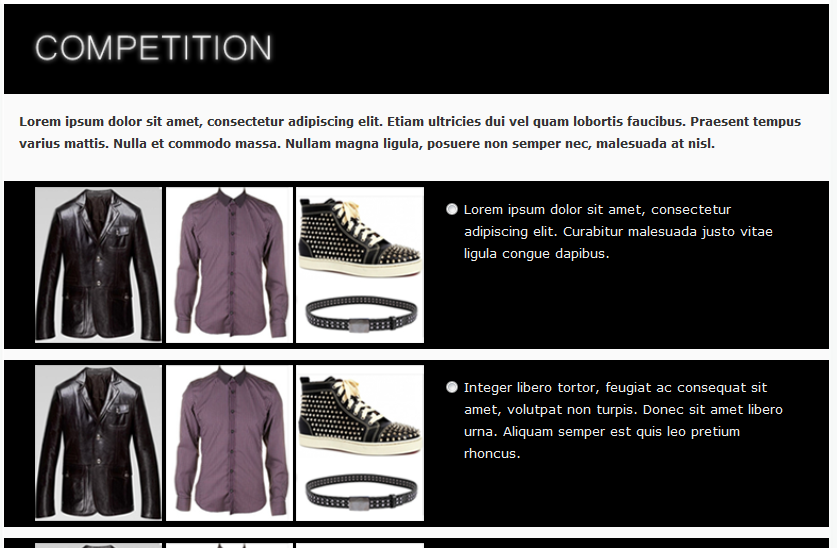 COMPETITION
Lorem ipsum dolor sit amet, consectetur adipiscing elit. Etiam ultricies dui vel quam lobortis faucibus. Praesent tempus
varius mattis. Nulla et commodo massa. Nullam magna ligula, posuere non semper nec, malesuada at nisl.
Lorem ipsum dolor sit amet, consectetur
adipiscing elit. Curabitur malesuada justo vitae
ligula congue dapibus.
Integer libero tortor, feugiat ac consequat sit
amet, volutpat non turpis. Donec sit amet libero
urna. Aliquam semper est quis leo pretium
rhoncus.